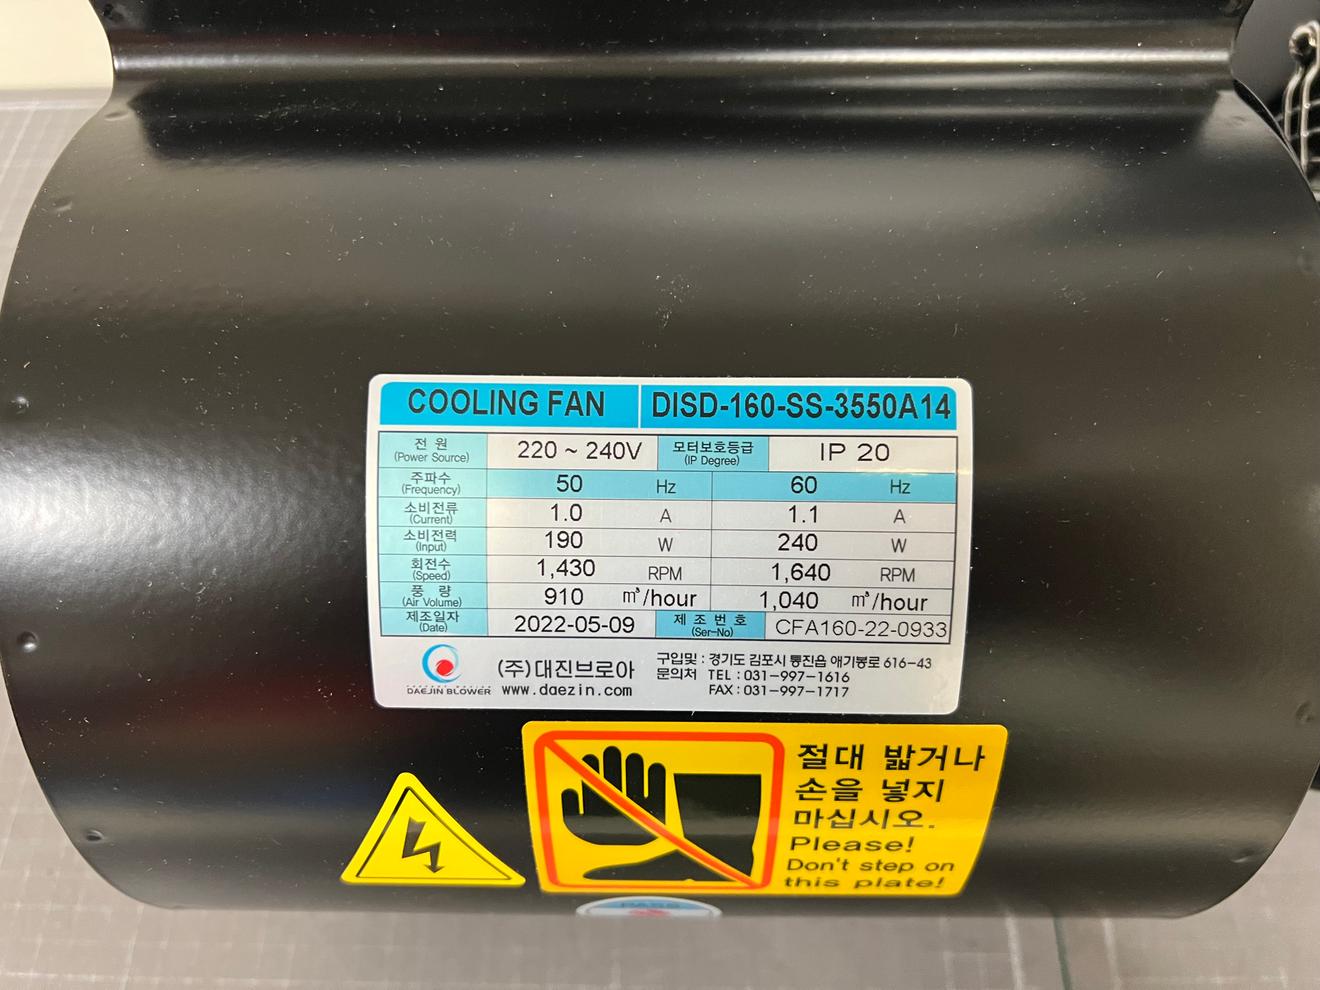 COOLING FAN DISD-160-SS-3550A14
전 원 (Power Source) 220 ~ 240V 모터보호등급 (IP Degree) IP 20
주파수 (Frequency) 50 Hz 60 Hz
소비전류 (Current) 1.0 A 1.1 A
소비전력 (Input) 190 W 240 W
회전수 (Speed) 1,430 RPM 1,640 RPM
풍 량 (Air Volume) 910 ㎥/hour 1,040 ㎥/hour
제조일자 (Date) 2022-05-09 제 조 번 호 (Ser-No) CFA160-22-0933
DAEJIN BLOWER
(주)대진브로아
www.daezin.com
구입및 : 경기도 김포시 통진읍 애기봉로 616-43
문의처 TEL : 031-997-1616
FAX : 031-997-1717
절대 밟거나
손을 넣지
마십시오.
Please!
Don't step on
this plate!
PASS